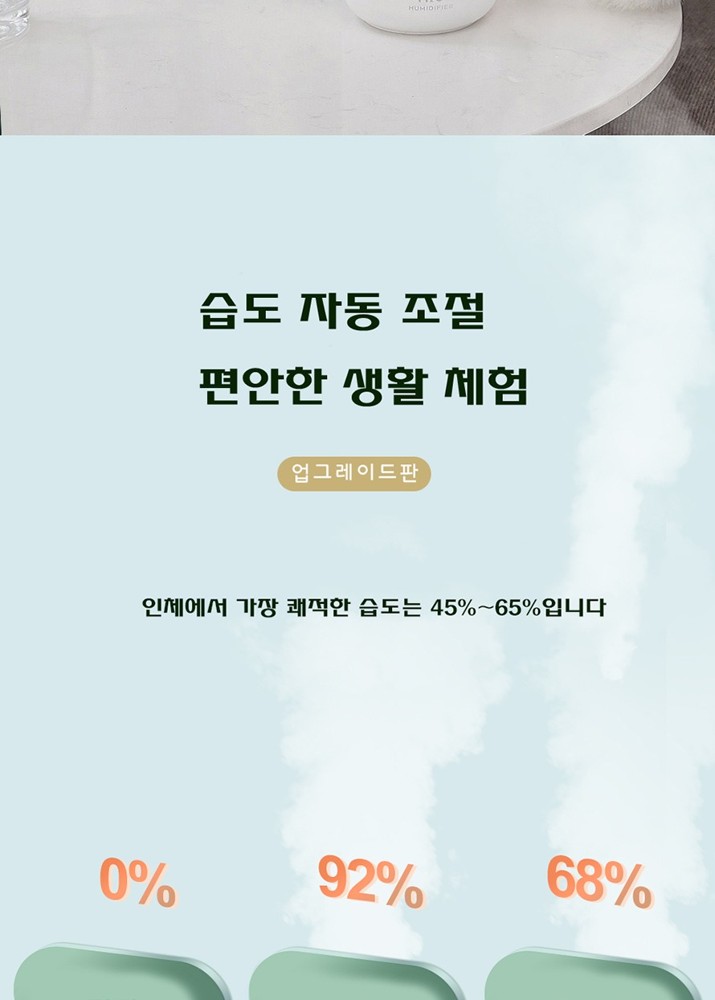 습도 자동 조절
편안한 생활 체험
업그레이드판
인체에서 가장 쾌적한 습도는 45%~65%입니다
0% 92% 68%